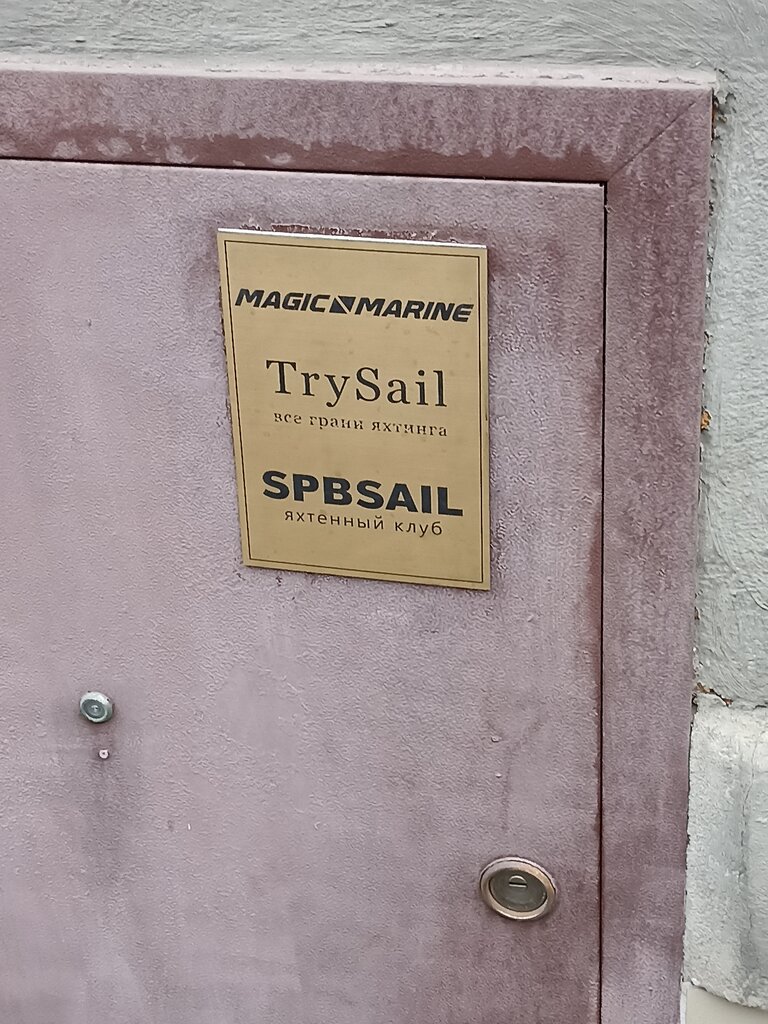 MAGIC MARINE
TrySail
все грани яхтинга
SPBSAIL
яхтенный клуб